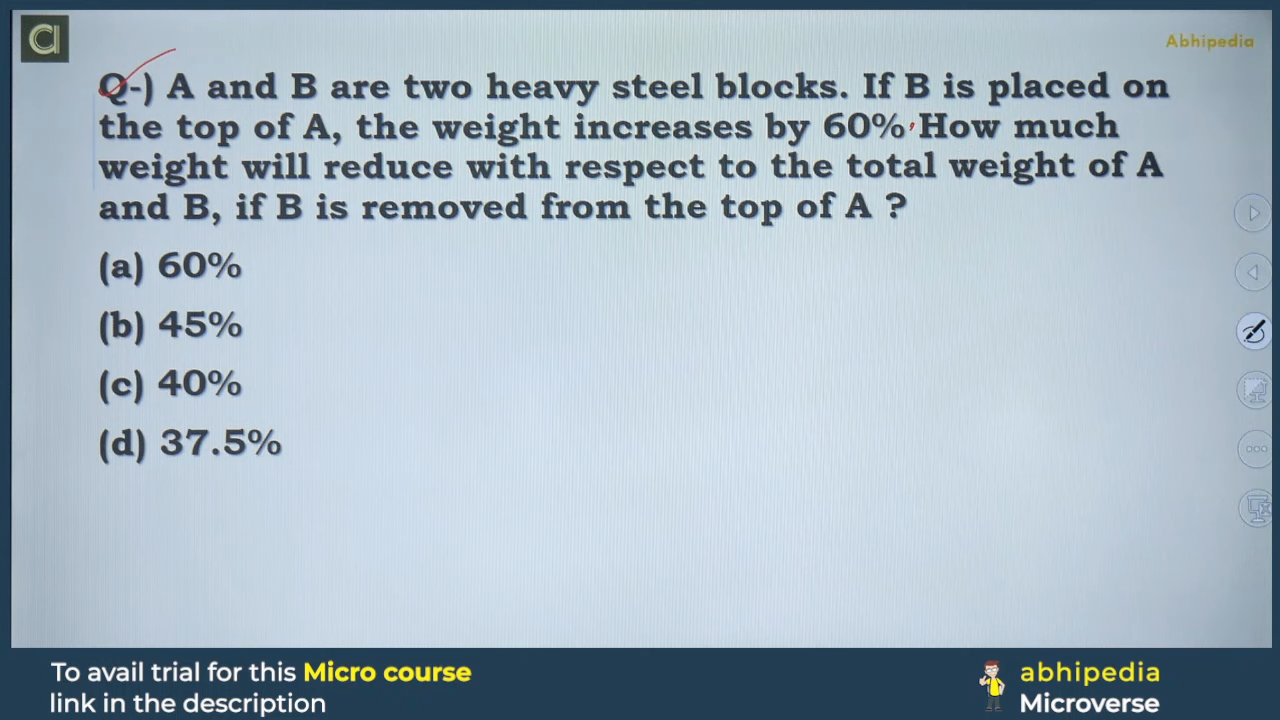 a
Abhipedia
Q-) A and B are two heavy steel blocks. If B is placed on
the top of A, the weight increases by 60% How much
weight will reduce with respect to the total weight of A
and B, if B is removed from the top of A ?
(a) 60%
(b) 45%
(c) 40%
(d) 37.5%
To avail trial for this Micro course
link in the description
abhipedia
Microverse